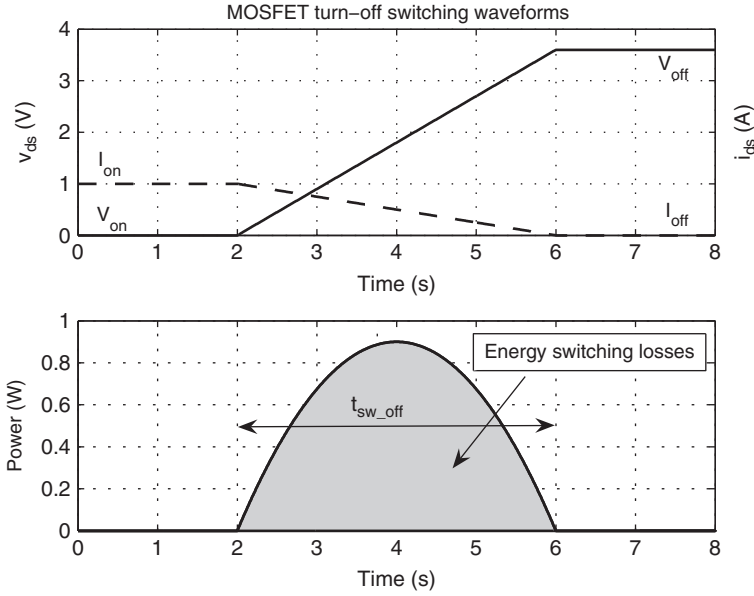 MOSFET turn−off switching waveforms
4
3
2
1
0
v_ds (V)
i_ds (A)
V_off
I_on
V_on
I_off
0 1 2 3 4 5 6 7 8
Time (s)
1
0.8
0.6
0.4
0.2
0
Power (W)
Energy switching losses
t_sw_off
0 1 2 3 4 5 6 7 8
Time (s)